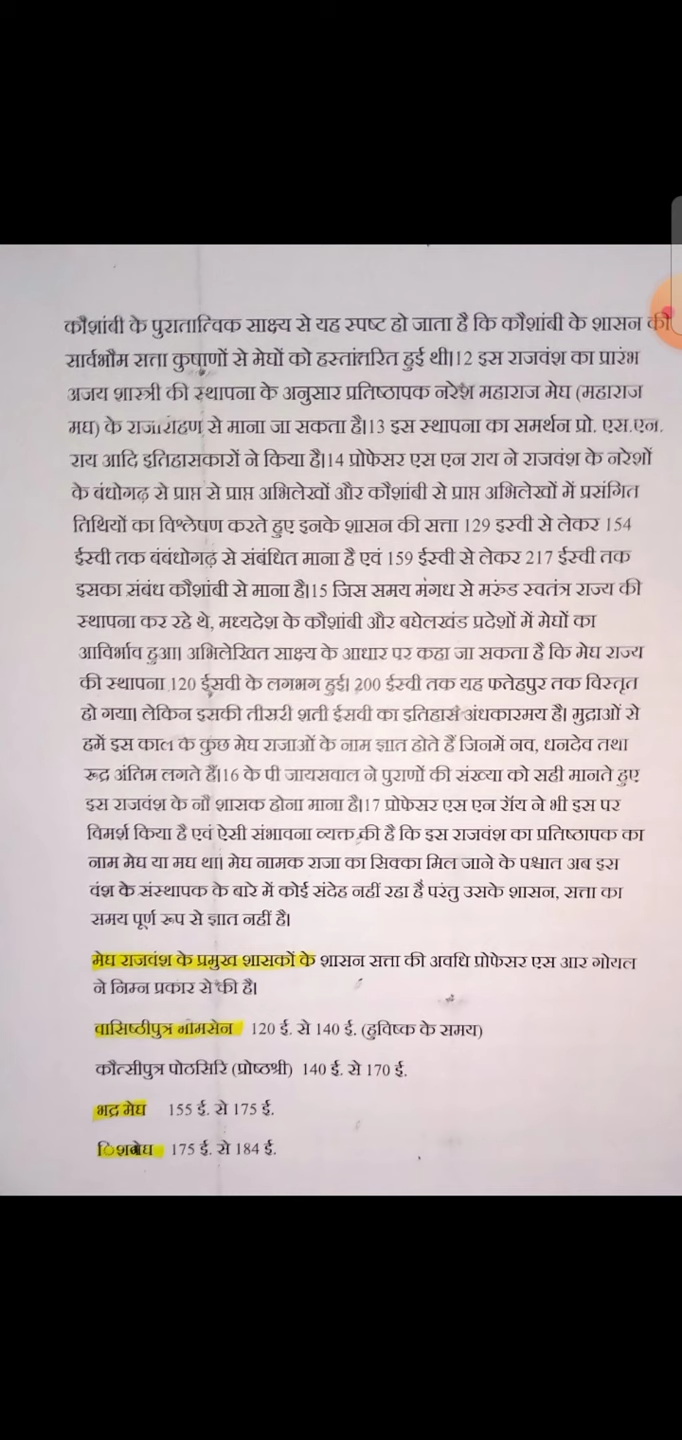 कौशांबी के पुरातात्विक साक्ष्य से यह स्पष्ट हो जाता है कि कौशांबी के शासन की
सार्वभौम सत्ता कुषाणों से मेघों को हस्तांतरित हुई थी।12 इस राजवंश का प्रारंभ
अजय शास्त्री की स्थापना के अनुसार प्रतिष्ठापक नरेश महाराज मेघ (महाराज
मघ) के राजारोहण से माना जा सकता है।13 इस स्थापना का समर्थन प्रो. एस.एन.
राय आदि इतिहासकारों ने किया है।14 प्रोफेसर एस एन राय ने राजवंश के नरेशों
के बंधोगढ़ से प्राप्त से प्राप्त अभिलेखों और कौशांबी से प्राप्त अभिलेखों में प्रसंगित
तिथियों का विश्लेषण करते हुए इनके शासन की सत्ता 129 इस्वी से लेकर 154
ईस्वी तक बंबंधोगढ़ से संबंधित माना है एवं 159 ईस्वी से लेकर 217 ईस्वी तक
इसका संबंध कौशांबी से माना है।15 जिस समय मगध से मरुंड स्वतंत्र राज्य की
स्थापना कर रहे थे, मध्यदेश के कौशांबी और बघेलखंड प्रदेशों में मेघों का
आविर्भाव हुआ। अभिलेखित साक्ष्य के आधार पर कहा जा सकता है कि मेघ राज्य
की स्थापना 120 ईसवी के लगभग हुई। 200 ईस्वी तक यह फतेहपुर तक विस्तृत
हो गया। लेकिन इसकी तीसरी शती ईसवी का इतिहास अंधकारमय है। मुद्राओं से
हमें इस काल के कुछ मेघ राजाओं के नाम ज्ञात होते हैं जिनमें नव, धनदेव तथा
रूद्र अंतिम लगते हैं।16 के पी जायसवाल ने पुराणों की संख्या को सही मानते हुए
इस राजवंश के नौ शासक होना माना है।17 प्रोफेसर एस एन रॉय ने भी इस पर
विमर्श किया है एवं ऐसी संभावना व्यक्त की है कि इस राजवंश का प्रतिष्ठापक का
नाम मेघ या मघ था। मेघ नामक राजा का सिक्का मिल जाने के पश्चात अब इस
वंश के संस्थापक के बारे में कोई संदेह नहीं रहा है परंतु उसके शासन, सत्ता का
समय पूर्ण रूप से ज्ञात नहीं है।
मेघ राजवंश के प्रमुख शासकों के शासन सत्ता की अवधि प्रोफेसर एस आर गोयल
ने निम्न प्रकार से की है।
वासिष्ठीपुत्र भीमसेन 120 ई. से 140 ई. (हुविष्क के समय)
कौत्सीपुत्र पोठसिरि (प्रोष्ठश्री) 140 ई. से 170 ई.
भद्र मेघ 155 ई. से 175 ई.
175 ई. से 184 ई.